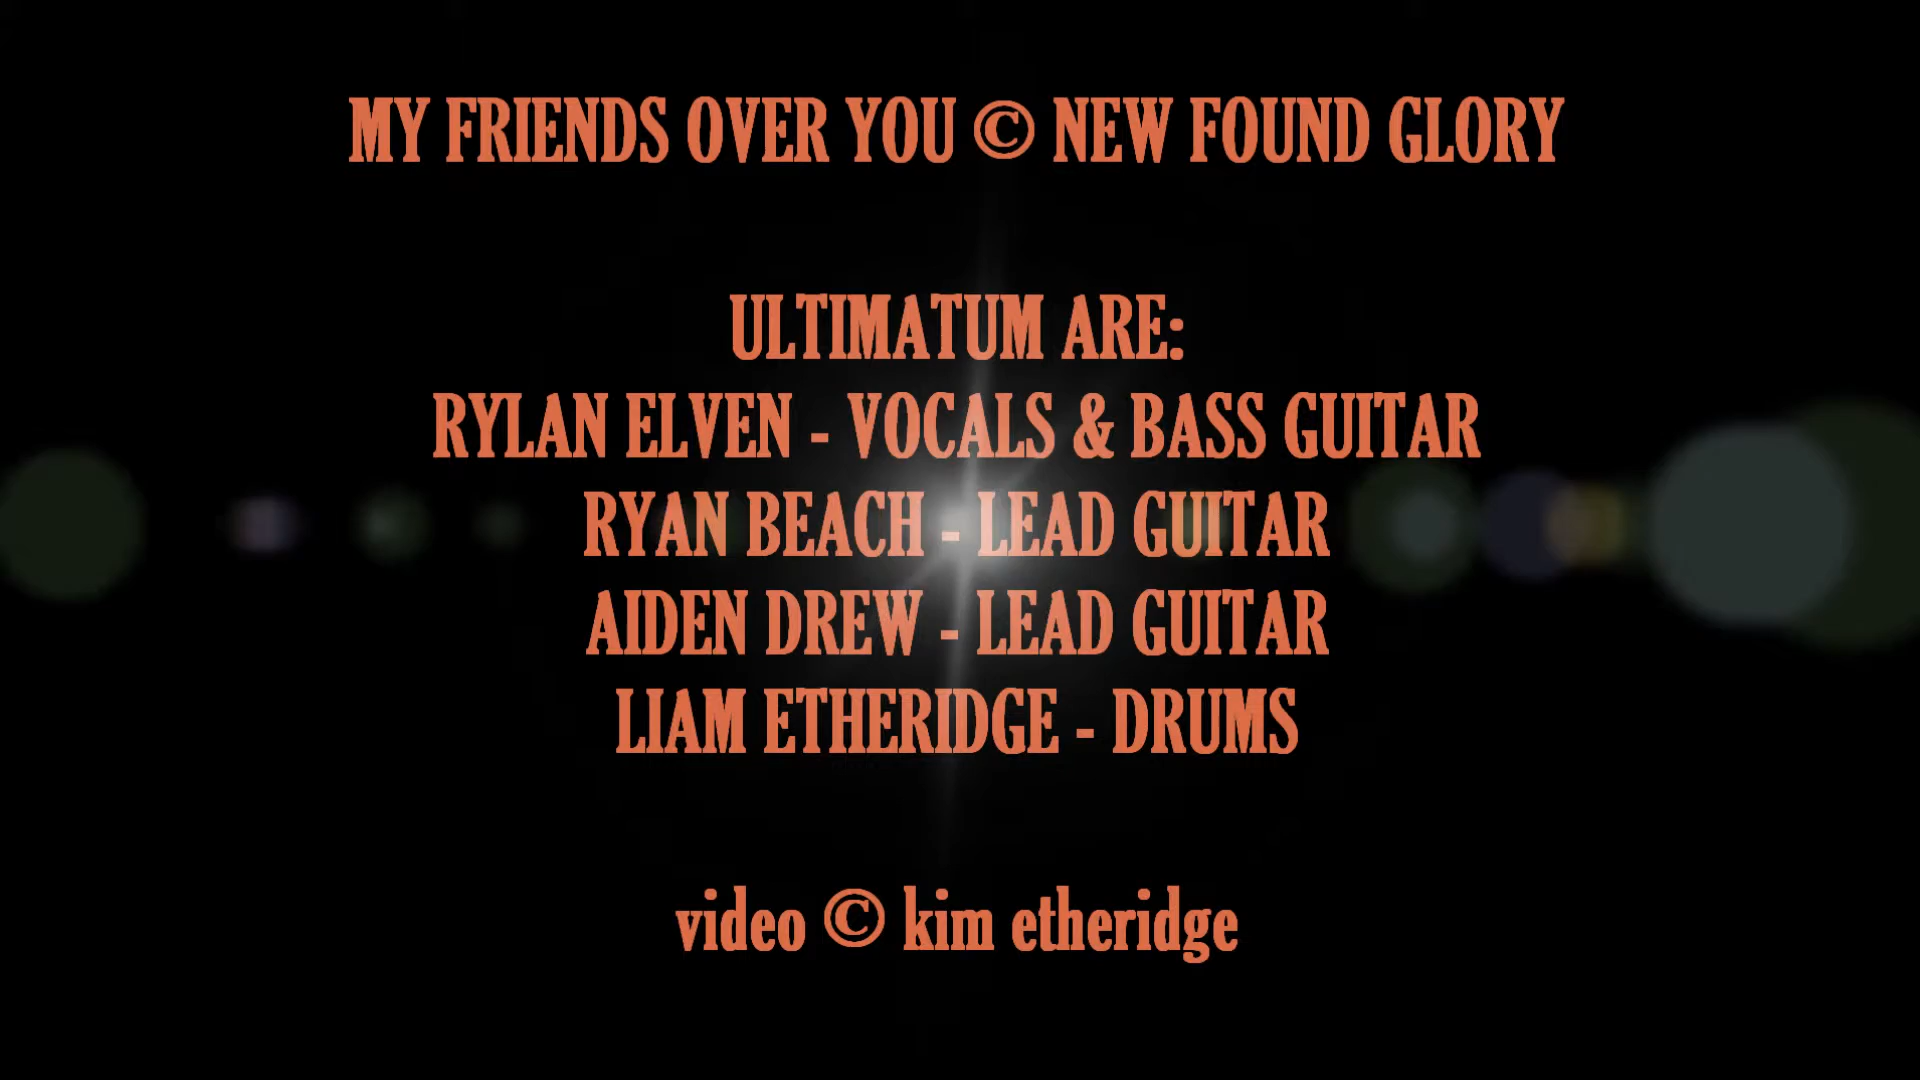 MY FRIENDS OVER YOU © NEW FOUND GLORY
ULTIMATUM ARE:
RYLAN ELVEN - VOCALS & BASS GUITAR
RYAN BEACH - LEAD GUITAR
AIDEN DREW - LEAD GUITAR
LIAM ETHERIDGE - DRUMS
video © kim etheridge